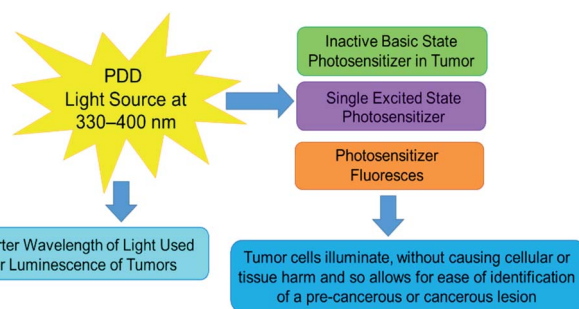 PDD
Light Source at
330–400 nm
Inactive Basic State
Photosensitizer in Tumor
Single Excited State
Photosensitizer
Photosensitizer
Fluoresces
Wavelength of Light Used
Luminescence of Tumors
Tumor cells illuminate, without causing cellular or
tissue harm and so allows for ease of identification
of a pre-cancerous or cancerous lesion